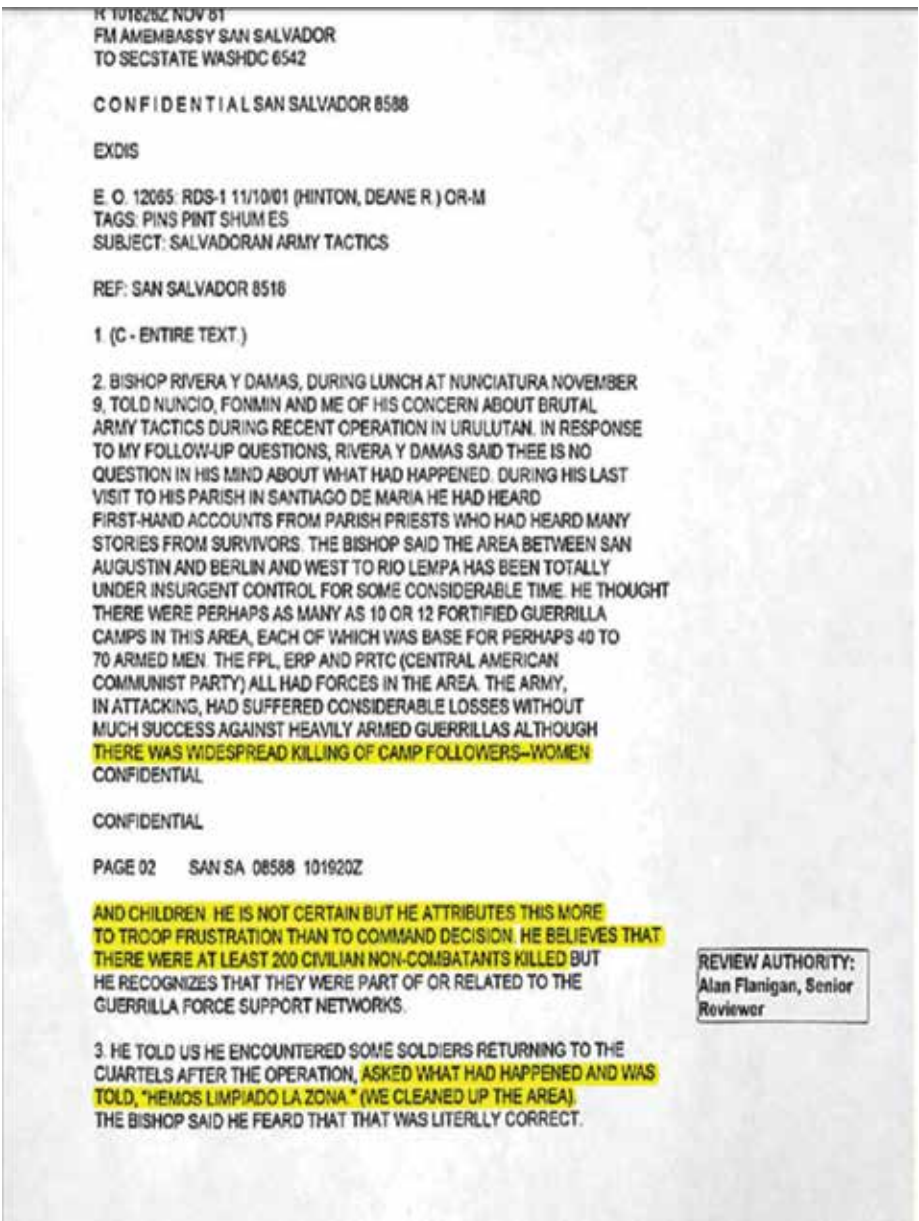 R 101828Z NOV 81
FM AMEMBASSY SAN SALVADOR
TO SECSTATE WASHDC 6542
C O N F I D E N T I A L SAN SALVADOR 8588
EXDIS
E. O. 12065: RDS-1 11/10/01 (HINTON, DEANE R.) OR-M
TAGS: PINS PINT SHUM ES
SUBJECT: SALVADORAN ARMY TACTICS
REF: SAN SALVADOR 8518
1. (C - ENTIRE TEXT.)
2. BISHOP RIVERA Y DAMAS, DURING LUNCH AT NUNCIATURA NOVEMBER
9, TOLD NUNCIO, FONMIN AND ME OF HIS CONCERN ABOUT BRUTAL
ARMY TACTICS DURING RECENT OPERATION IN URULUTAN. IN RESPONSE
TO MY FOLLOW-UP QUESTIONS, RIVERA Y DAMAS SAID THEE IS NO
QUESTION IN HIS MIND ABOUT WHAT HAD HAPPENED. DURING HIS LAST
VISIT TO HIS PARISH IN SANTIAGO DE MARIA HE HAD HEARD
FIRST-HAND ACCOUNTS FROM PARISH PRIESTS WHO HAD HEARD MANY
STORIES FROM SURVIVORS. THE BISHOP SAID THE AREA BETWEEN SAN
AUGUSTIN AND BERLIN AND WEST TO RIO LEMPA HAS BEEN TOTALLY
UNDER INSURGENT CONTROL FOR SOME CONSIDERABLE TIME. HE THOUGHT
THERE WERE PERHAPS AS MANY AS 10 OR 12 FORTIFIED GUERRILLA
CAMPS IN THIS AREA, EACH OF WHICH WAS BASE FOR PERHAPS 40 TO
70 ARMED MEN. THE FPL, ERP AND PRTC (CENTRAL AMERICAN
COMMUNIST PARTY) ALL HAD FORCES IN THE AREA. THE ARMY,
IN ATTACKING, HAD SUFFERED CONSIDERABLE LOSSES WITHOUT
MUCH SUCCESS AGAINST HEAVILY ARMED GUERRILLAS ALTHOUGH
THERE WAS WIDESPREAD KILLING OF CAMP FOLLOWERS--WOMEN
CONFIDENTIAL
CONFIDENTIAL
PAGE 02 SAN SA 08588 101920Z
AND CHILDREN. HE IS NOT CERTAIN BUT HE ATTRIBUTES THIS MORE
TO TROOP FRUSTRATION THAN TO COMMAND DECISION. HE BELIEVES THAT
THERE WERE AT LEAST 200 CIVILIAN NON-COMBATANTS KILLED BUT
HE RECOGNIZES THAT THEY WERE PART OF OR RELATED TO THE
GUERRILLA FORCE SUPPORT NETWORKS.
REVIEW AUTHORITY:
Alan Flanigan, Senior
Reviewer
3. HE TOLD US HE ENCOUNTERED SOME SOLDIERS RETURNING TO THE
CUARTELS AFTER THE OPERATION, ASKED WHAT HAD HAPPENED AND WAS
TOLD, "HEMOS LIMPIADO LA ZONA." (WE CLEANED UP THE AREA).
THE BISHOP SAID HE FEARD THAT THAT WAS LITERLLY CORRECT.